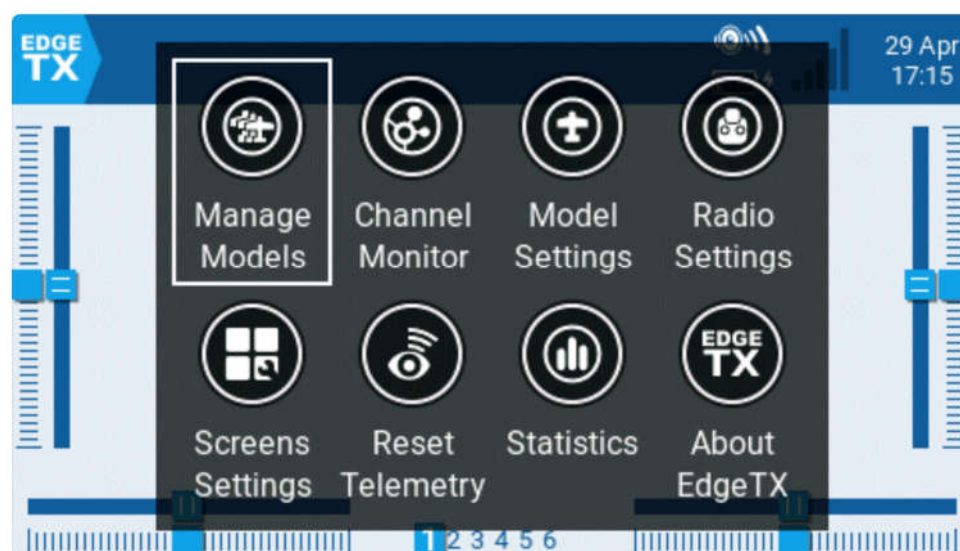 EDGE
TX
29 Apr
17:15
Manage
Models
Channel
Monitor
Model
Settings
Radio
Settings
Screens
Settings
Reset
Telemetry
Statistics
EDGE
TX
About
EdgeTX
1 2 3 4 5 6